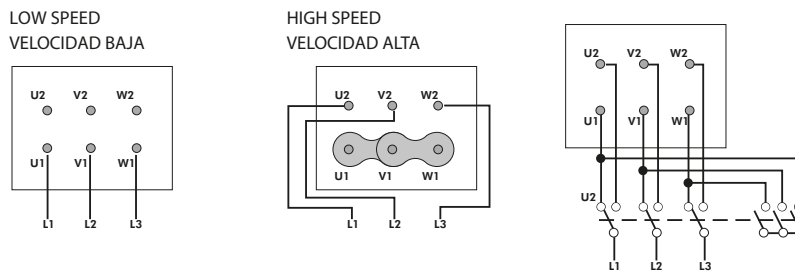 LOW SPEED
VELOCIDAD BAJA
U2 V2 W2
U1 V1 W1
L1 L2 L3
HIGH SPEED
VELOCIDAD ALTA
U2 V2 W2
U1 V1 W1
L1 L2 L3
U2 V2 W2
U1 V1 W1
U2
L1 L2 L3